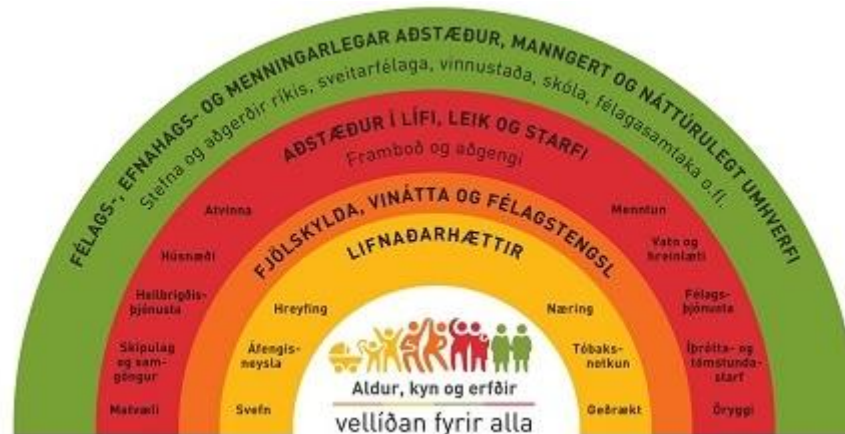 FÉLAGS-, EFNAHAGS- OG MENNINGARLEGAR AÐSTÆÐUR, MANNGERT OG NÁTTÚRULEGT UMHVERFI
Stefna og aðgerðir ríkis, sveitarfélaga, vinnustaða, skóla, félagasamtaka o.fl.
AÐSTÆÐUR Í LÍFI, LEIK OG STARFI
Framboð og aðgengi
Atvinna
Húsnæði
Heilbrigðis-
þjónusta
Skipulag
og sam-
göngur
Matvæli
Menntun
Vatn og
hreinlæti
Félags-
þjónusta
Íþrótta- og
tómstunda-
starf
Öryggi
FJÖLSKYLDA, VINÁTTA OG FÉLAGSTENGSL
LIFNAÐARHÆTTIR
Hreyfing
Áfengis-
neysla
Svefn
Næring
Tóbaks-
notkun
Geðrækt
Aldur, kyn og erfðir
vellíðan fyrir alla